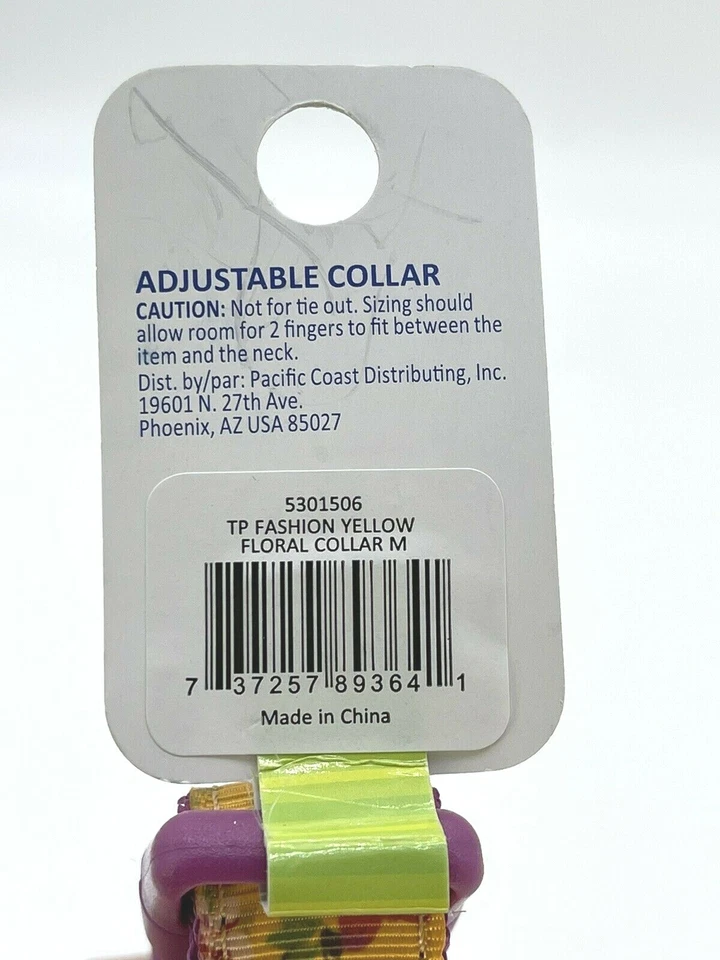 ADJUSTABLE COLLAR
CAUTION: Not for tie out. Sizing should
allow room for 2 fingers to fit between the
item and the neck.
Dist. by/par: Pacific Coast Distributing, Inc.
19601 N. 27th Ave.
Phoenix, AZ USA 85027
5301506
TP FASHION YELLOW
FLORAL COLLAR M
7 37257 89364 1
Made in China